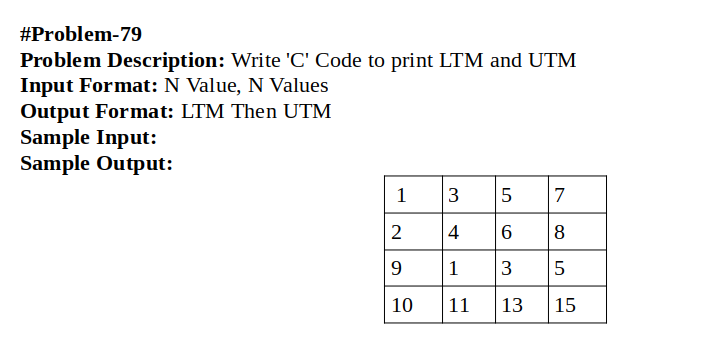 #Problem-79
Problem Description: Write 'C' Code to print LTM and UTM
Input Format: N Value, N Values
Output Format: LTM Then UTM
Sample Input:
Sample Output:
1 3 5 7
2 4 6 8
9 1 3 5
10 11 13 15